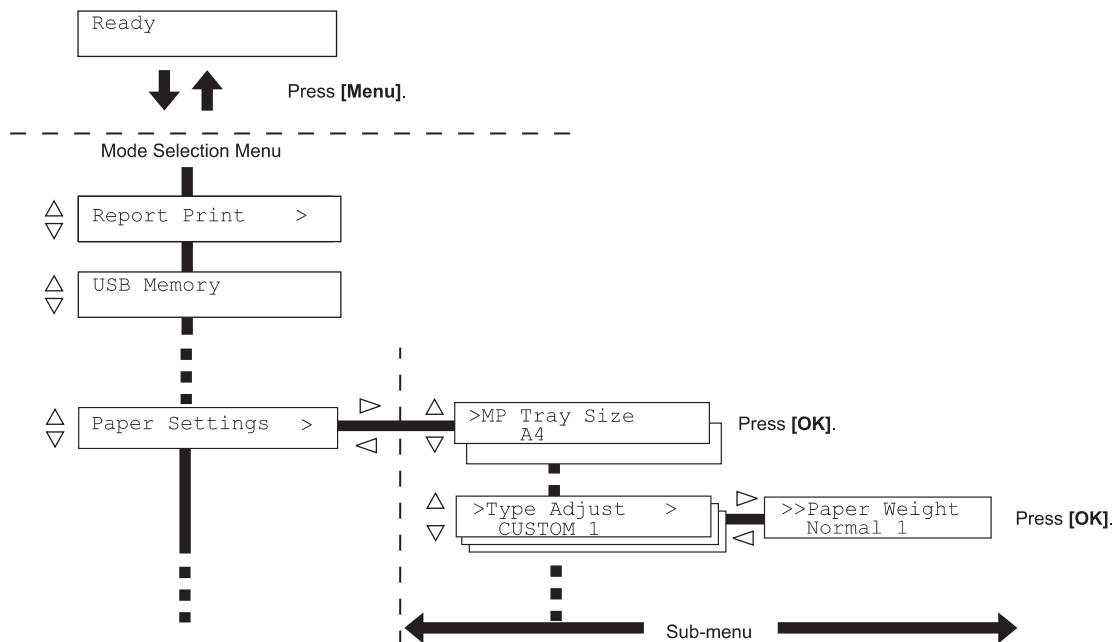 Ready
Press [Menu].
Mode Selection Menu
Report Print >
USB Memory
Paper Settings >
>MP Tray Size
A4
Press [OK].
>Type Adjust >
CUSTOM 1
>>Paper Weight
Normal 1
Press [OK].
Sub-menu